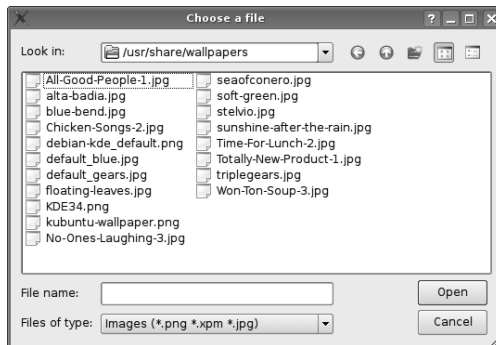 Choose a file
Look in: /usr/share/wallpapers
All-Good-People-1.jpg
alta-badia.jpg
blue-bend.jpg
Chicken-Songs-2.jpg
debian-kde_default.png
default_blue.jpg
default_gears.jpg
floating-leaves.jpg
KDE34.png
kubuntu-wallpaper.png
No-Ones-Laughing-3.jpg
seaofconero.jpg
soft-green.jpg
stelvio.jpg
sunshine-after-the-rain.jpg
Time-For-Lunch-2.jpg
Totally-New-Product-1.jpg
triplegears.jpg
Won-Ton-Soup-3.jpg
File name: Open
Files of type: Images (*.png *.xpm *.jpg) Cancel